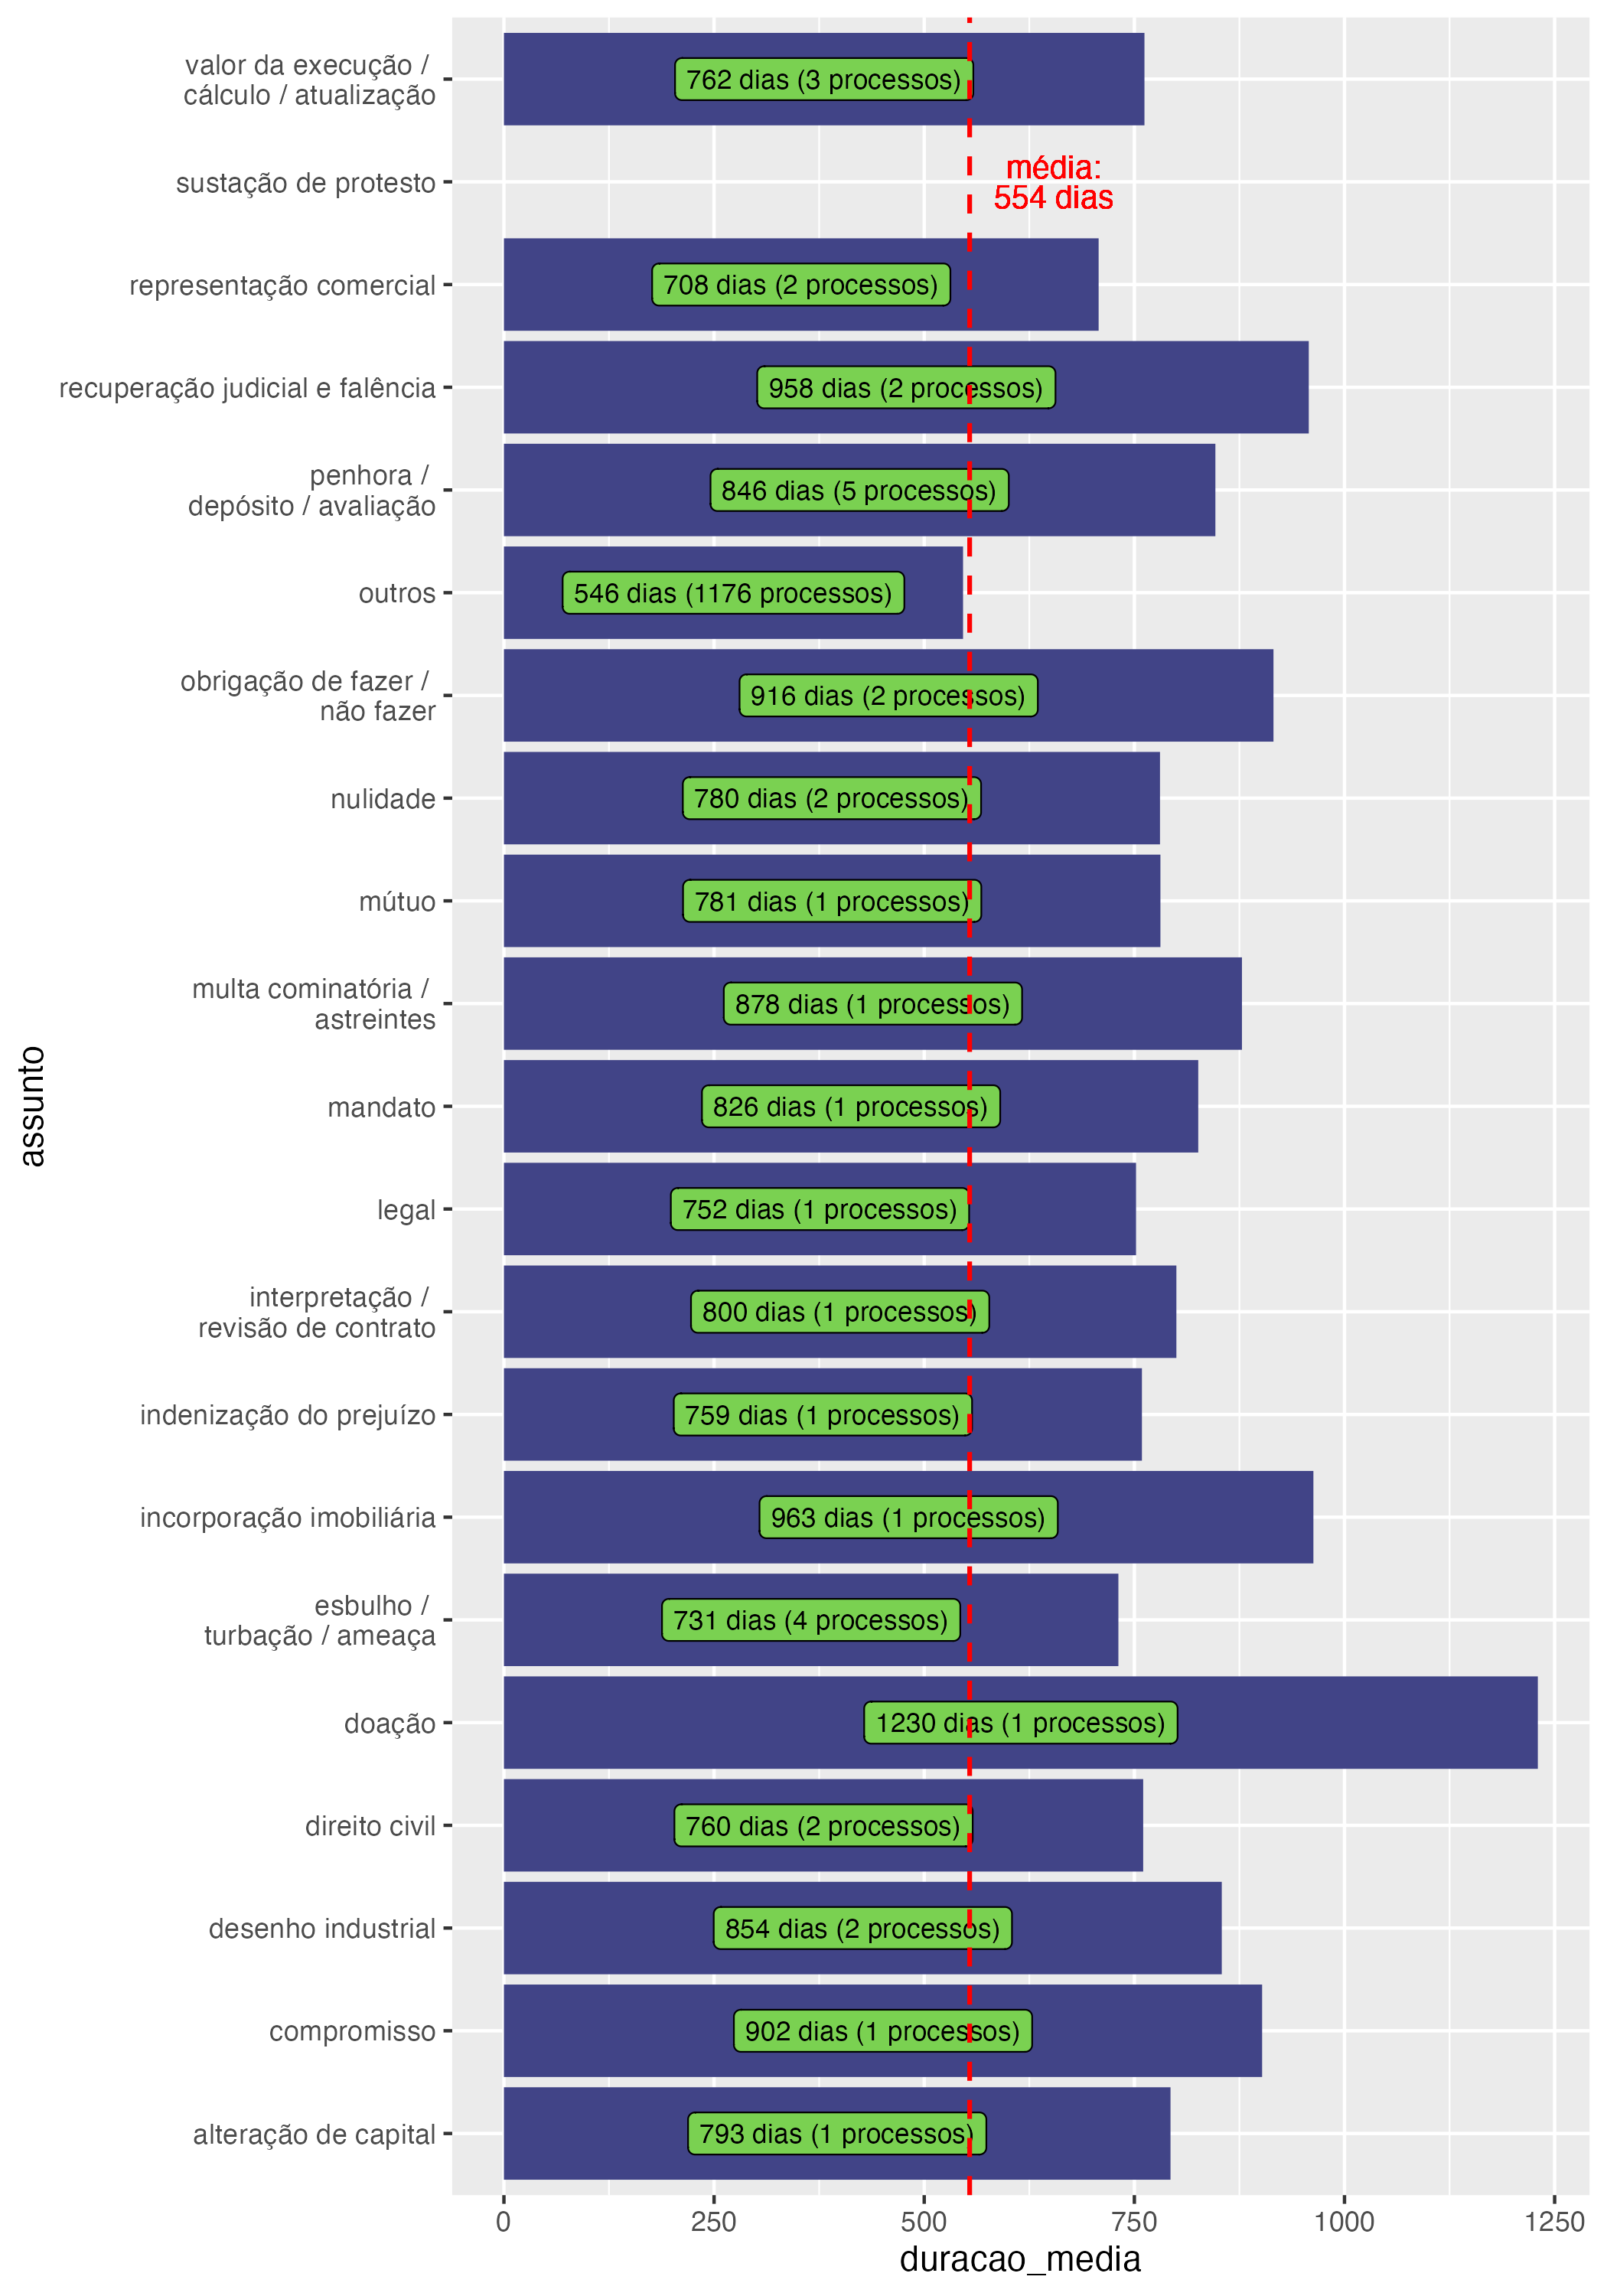 valor da execução /
cálculo / atualização
762 dias (3 processos)
sustação de protesto
média:
554 dias
representação comercial
708 dias (2 processos)
recuperação judicial e falência
958 dias (2 processos)
penhora /
depósito / avaliação
846 dias (5 processos)
outros
546 dias (1176 processos)
obrigação de fazer /
não fazer
916 dias (2 processos)
nulidade
780 dias (2 processos)
mútuo
781 dias (1 processos)
multa cominatória /
astreintes
878 dias (1 processos)
mandato
826 dias (1 processos)
legal
752 dias (1 processos)
interpretação /
revisão de contrato
800 dias (1 processos)
indenização do prejuízo
759 dias (1 processos)
incorporação imobiliária
963 dias (1 processos)
esbulho /
turbação / ameaça
731 dias (4 processos)
doação
1230 dias (1 processos)
direito civil
760 dias (2 processos)
desenho industrial
854 dias (2 processos)
compromisso
902 dias (1 processos)
alteração de capital
793 dias (1 processos)
assunto
0 250 500 750 1000 1250
duracao_media